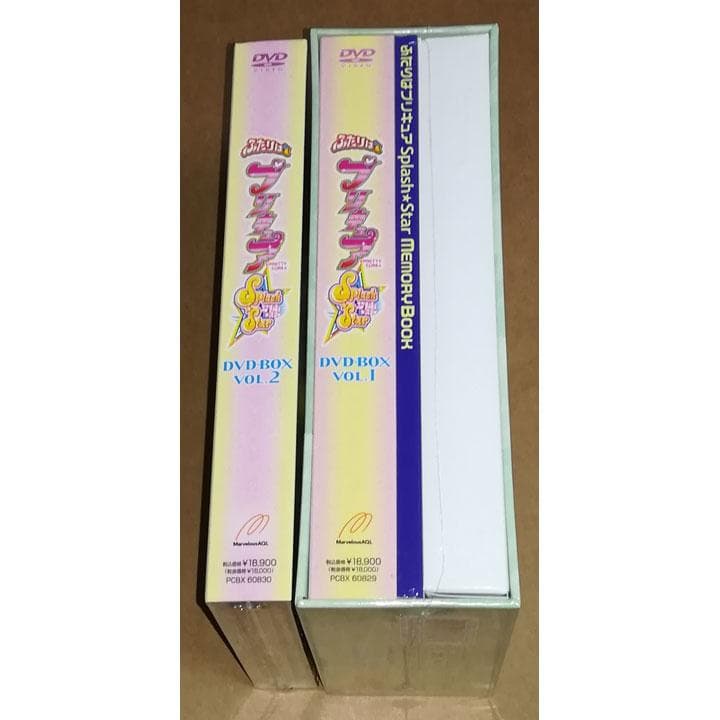 DVD
VIDEO
ふたりは
プリキュア
PRETTY CURE
Splash
Star
DVD-BOX
VOL.2
MarvelousAQL
税込価格 ¥18,900
(税抜価格 ¥18,000)
PCBX 60830
DVD
VIDEO
ふたりは
プリキュア
PRETTY CURE
Splash
Star
DVD-BOX
VOL.1
MarvelousAQL
税込価格 ¥18,900
(税抜価格 ¥18,000)
PCBX 60829
ふたりはプリキュア Splash★Star MEMORY BOOK